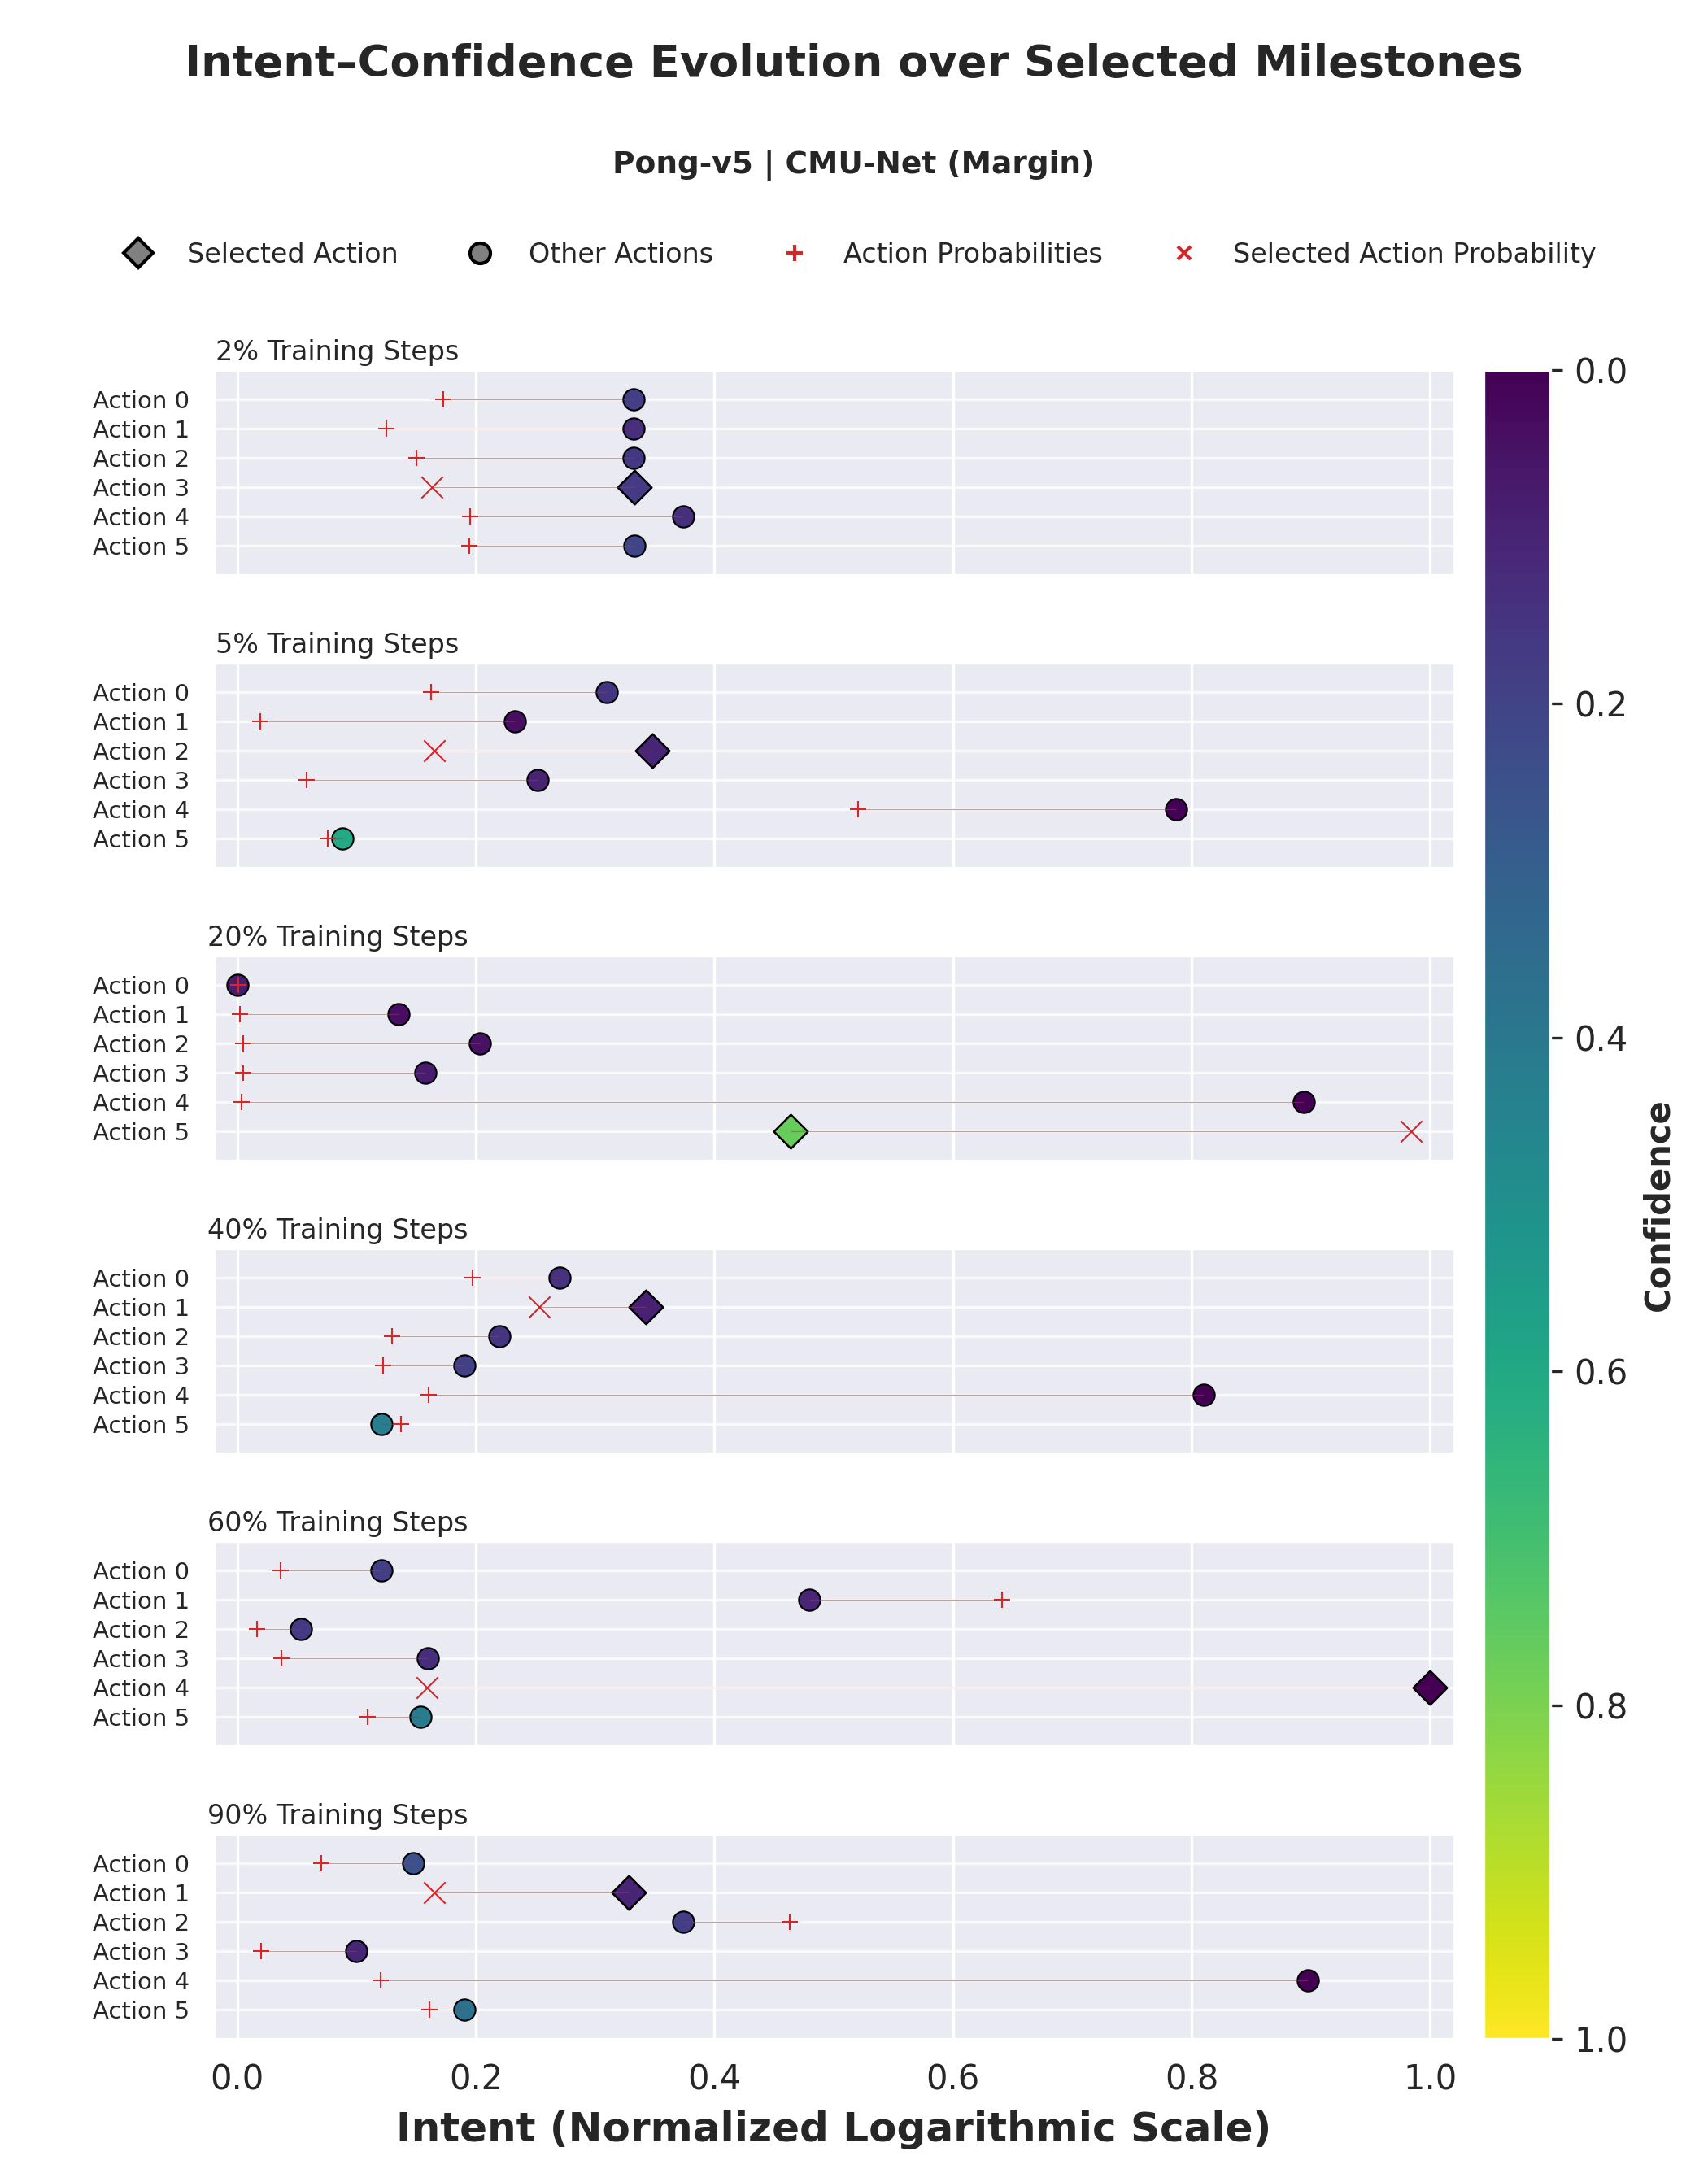 Intent–Confidence Evolution over Selected Milestones
Pong-v5 | CMU-Net (Margin)
Selected Action Other Actions Action Probabilities Selected Action Probability
2% Training Steps
Action 0
Action 1
Action 2
Action 3
Action 4
Action 5
5% Training Steps
Action 0
Action 1
Action 2
Action 3
Action 4
Action 5
20% Training Steps
Action 0
Action 1
Action 2
Action 3
Action 4
Action 5
40% Training Steps
Action 0
Action 1
Action 2
Action 3
Action 4
Action 5
60% Training Steps
Action 0
Action 1
Action 2
Action 3
Action 4
Action 5
90% Training Steps
Action 0
Action 1
Action 2
Action 3
Action 4
Action 5
0.0 0.2 0.4 0.6 0.8 1.0
Intent (Normalized Logarithmic Scale)
0.0
0.2
0.4
0.6
0.8
1.0
Confidence